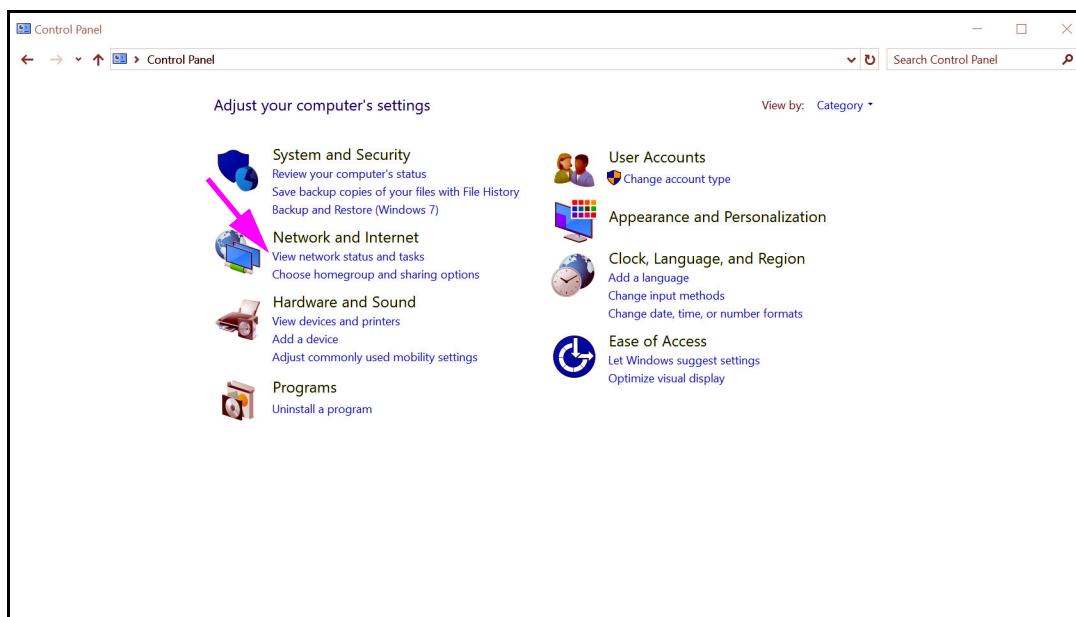 Control Panel
Control Panel
Search Control Panel
Adjust your computer's settings
View by: Category
System and Security
Review your computer's status
Save backup copies of your files with File History
Backup and Restore (Windows 7)
Network and Internet
View network status and tasks
Choose homegroup and sharing options
Hardware and Sound
View devices and printers
Add a device
Adjust commonly used mobility settings
Programs
Uninstall a program
User Accounts
Change account type
Appearance and Personalization
Clock, Language, and Region
Add a language
Change input methods
Change date, time, or number formats
Ease of Access
Let Windows suggest settings
Optimize visual display